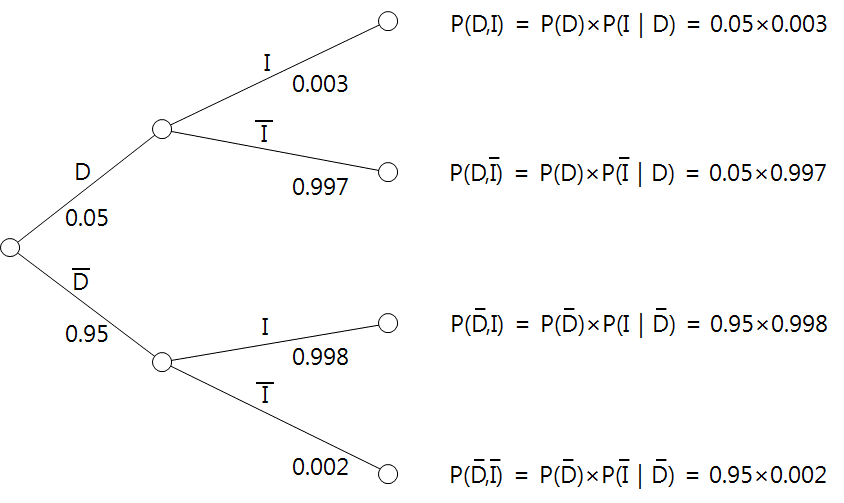 P(D,I) = P(D)×P(I | D) = 0.05×0.003
I
0.003
I̅
P(D,I̅) = P(D)×P(I̅ | D) = 0.05×0.997
0.997
D
0.05
D̅
0.95
I
P(D̅,I) = P(D̅)×P(I | D̅) = 0.95×0.998
0.998
I̅
0.002
P(D̅,I̅) = P(D̅)×P(I̅ | D̅) = 0.95×0.002